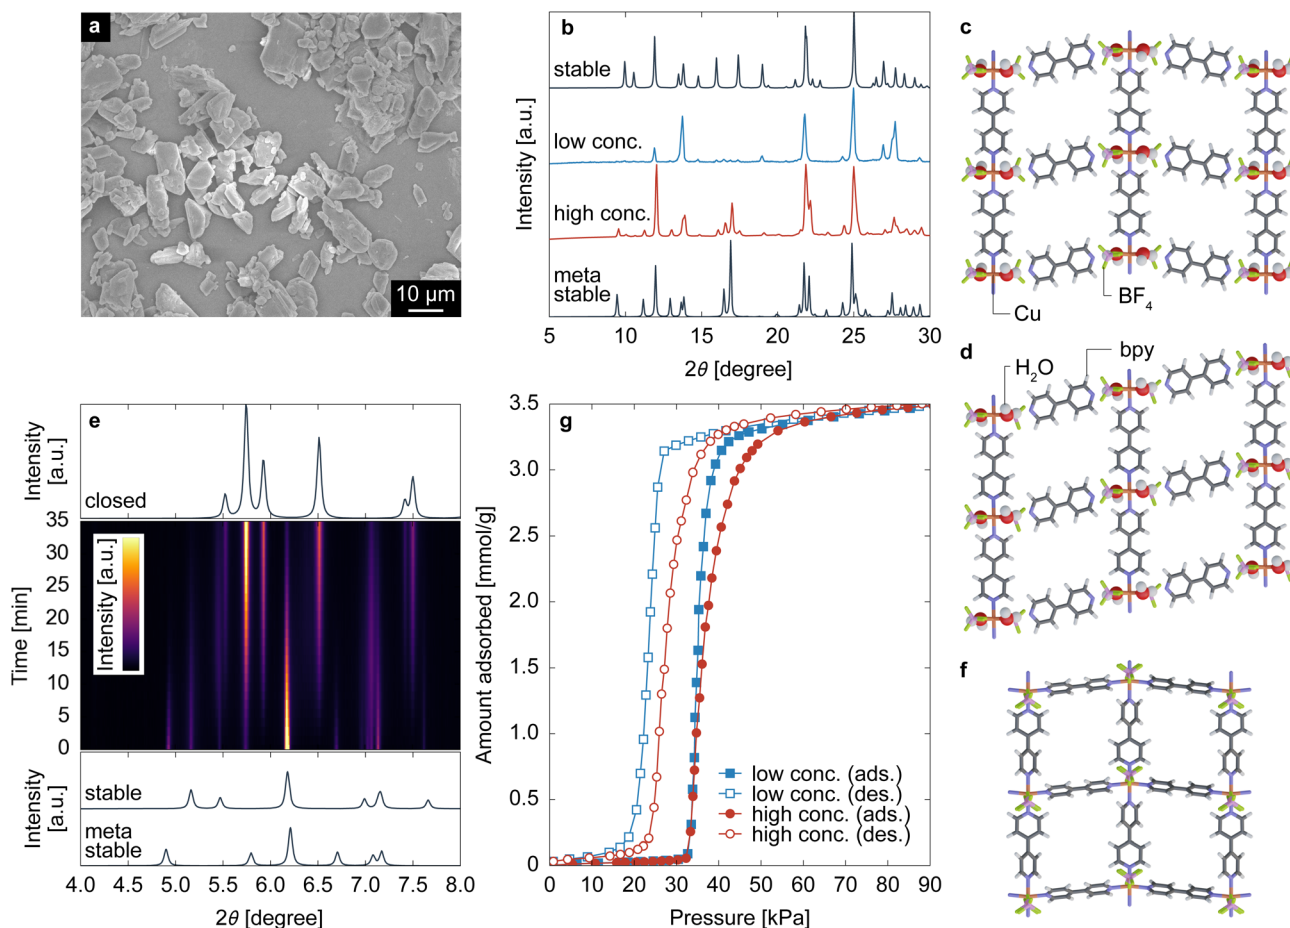 a
10 μm
b
stable
low conc.
high conc.
meta
stable
Intensity [a.u.]
5
10
15
20
25
30
2θ [degree]
c
Cu
BF₄
d
H₂O
bpy
e
closed
Intensity
[a.u.]
35
30
25
20
15
10
5
0
Time [min]
Intensity [a.u.]
stable
meta
stable
Intensity
[a.u.]
4.0
4.5
5.0
5.5
6.0
6.5
7.0
7.5
8.0
2θ [degree]
g
3.5
3.0
2.5
2.0
1.5
1.0
0.5
0
Amount adsorbed [mmol/g]
low conc. (ads.)
low conc. (des.)
high conc. (ads.)
high conc. (des.)
0
10
20
30
40
50
60
70
80
90
Pressure [kPa]
f